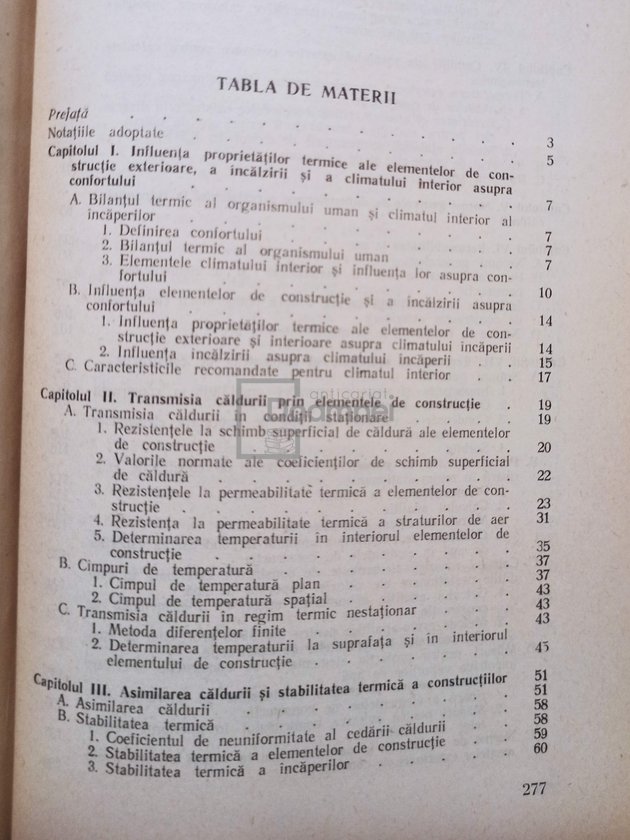 TABLA DE MATERII
Prefață . . . . . . . . . . . 3
Notațiile adoptate . . . . . . . . . 5
Capitolul I. Influența proprietăților termice ale elementelor de con-
strucție exterioare, a încălzirii și a climatului interior asupra
confortului . . . . . . . . . . 7
A. Bilanțul termic al organismului uman și climatul interior al
încăperilor . . . . . . . . . . 7
1. Definirea confortului . . . . . . . 7
2. Bilanțul termic al organismului uman . . . . 7
3. Elementele climatului interior și influența lor asupra con-
fortului . . . . . . . . . . 10
B. Influența elementelor de construcție și a încălzirii asupra
confortului . . . . . . . . . . 14
1. Influența proprietăților termice ale elementelor de con-
strucție exterioare și interioare asupra climatului încăperii 14
2. Influența încălzirii asupra climatului încăperii . . 15
C. Caracteristicile recomandate pentru climatul interior . . 17
Capitolul II. Transmisia căldurii prin elementele de construcție . 19
A. Transmisia căldurii în condiții staționare . . . . 19
1. Rezistențele la schimb superficial de căldură ale elementelor
de construcție . . . . . . . . . 20
2. Valorile normate ale coeficienților de schimb superficial
de căldură . . . . . . . . . . 22
3. Rezistențele la permeabilitate termică a elementelor de con-
strucție . . . . . . . . . . 23
4. Rezistența la permeabilitate termică a straturilor de aer 31
5. Determinarea temperaturii în interiorul elementelor de
construcție . . . . . . . . . . 35
B. Cîmpuri de temperatură . . . . . . . . 37
1. Cîmpul de temperatură plan . . . . . . 37
2. Cîmpul de temperatură spațial . . . . . . 43
C. Transmisia căldurii în regim termic nestaționar . . . 43
1. Metoda diferențelor finite . . . . . . . 43
2. Determinarea temperaturii la suprafața și în interiorul
elementului de construcție . . . . . . . 45
Capitolul III. Asimilarea căldurii și stabilitatea termică a construcțiilor 51
A. Asimilarea căldurii . . . . . . . . . 51
B. Stabilitatea termică . . . . . . . . . 58
1. Coeficientul de neuniformitate al cedării căldurii . . 58
2. Stabilitatea termică a elementelor de construcție . . 59
3. Stabilitatea termică a încăperilor . . . . . 60
277
anticariat